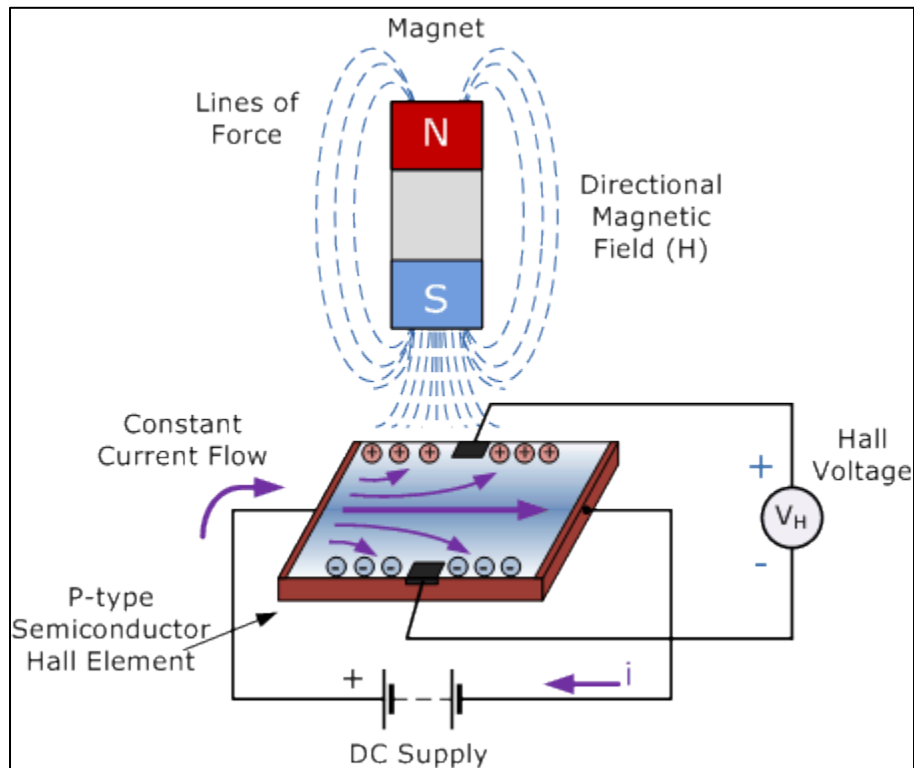 Magnet
Lines of
Force
N
S
Directional
Magnetic
Field (H)
Constant
Current Flow
+ + + + + +
- - - - - -
Hall
Voltage
+
VH
-
P-type
Semiconductor
Hall Element
+
i
DC Supply